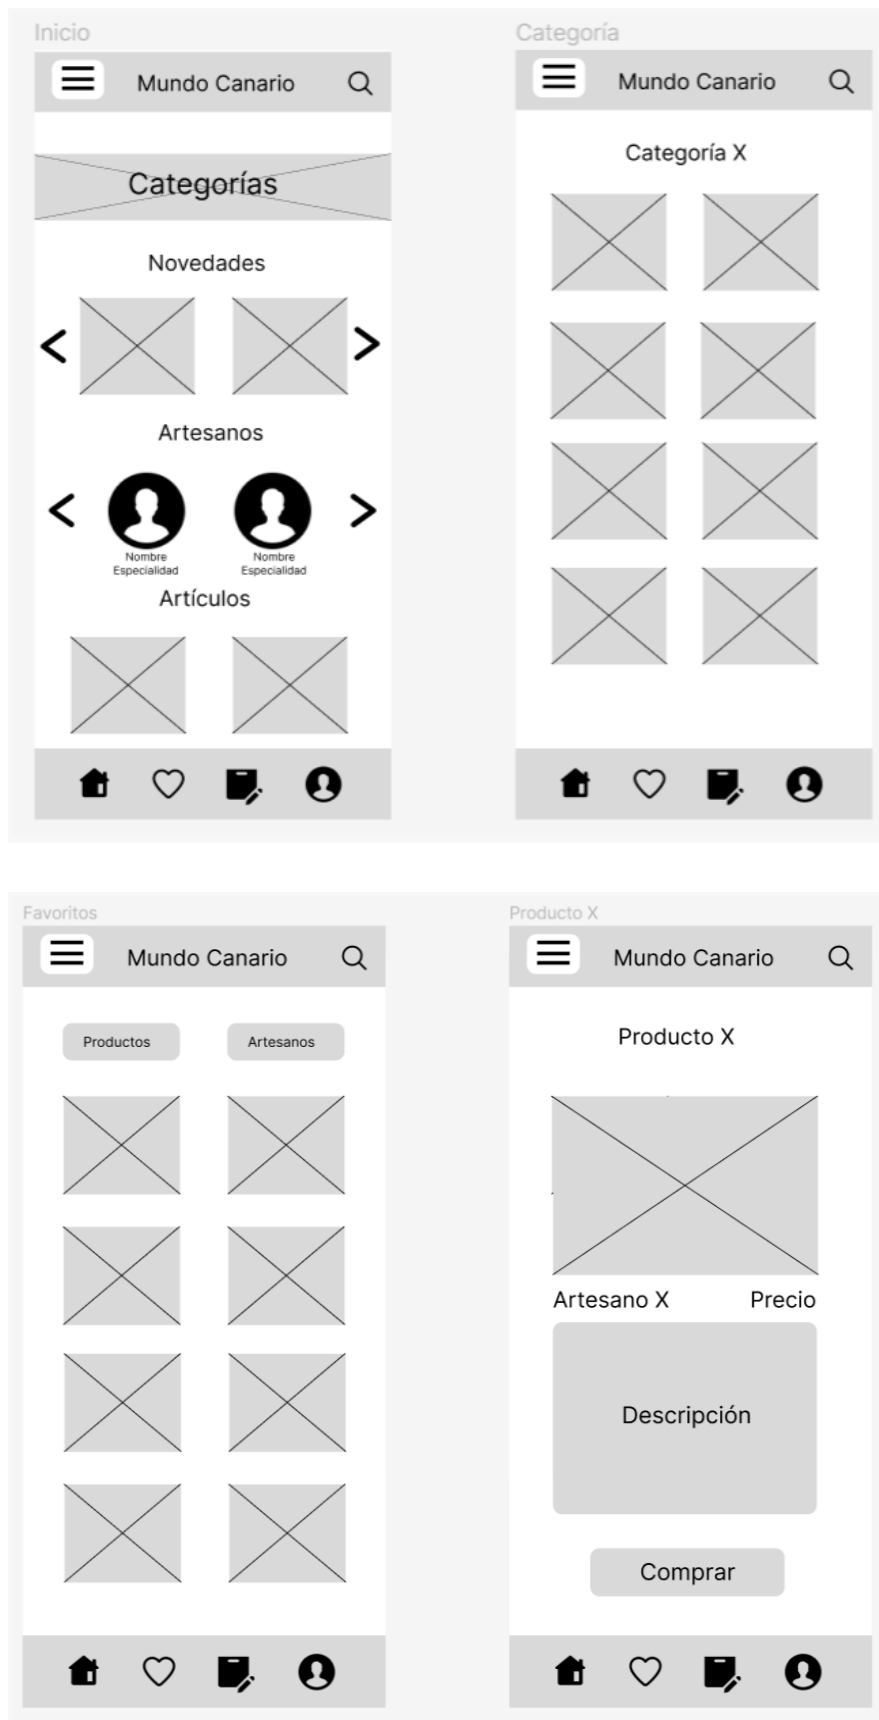 Inicio
Mundo Canario
Categorías
Novedades
Artesanos
Nombre
Especialidad
Nombre
Especialidad
Artículos
Categoría
Mundo Canario
Categoría X
Favoritos
Mundo Canario
Productos
Artesanos
Producto X
Mundo Canario
Producto X
Artesano X
Precio
Descripción
Comprar